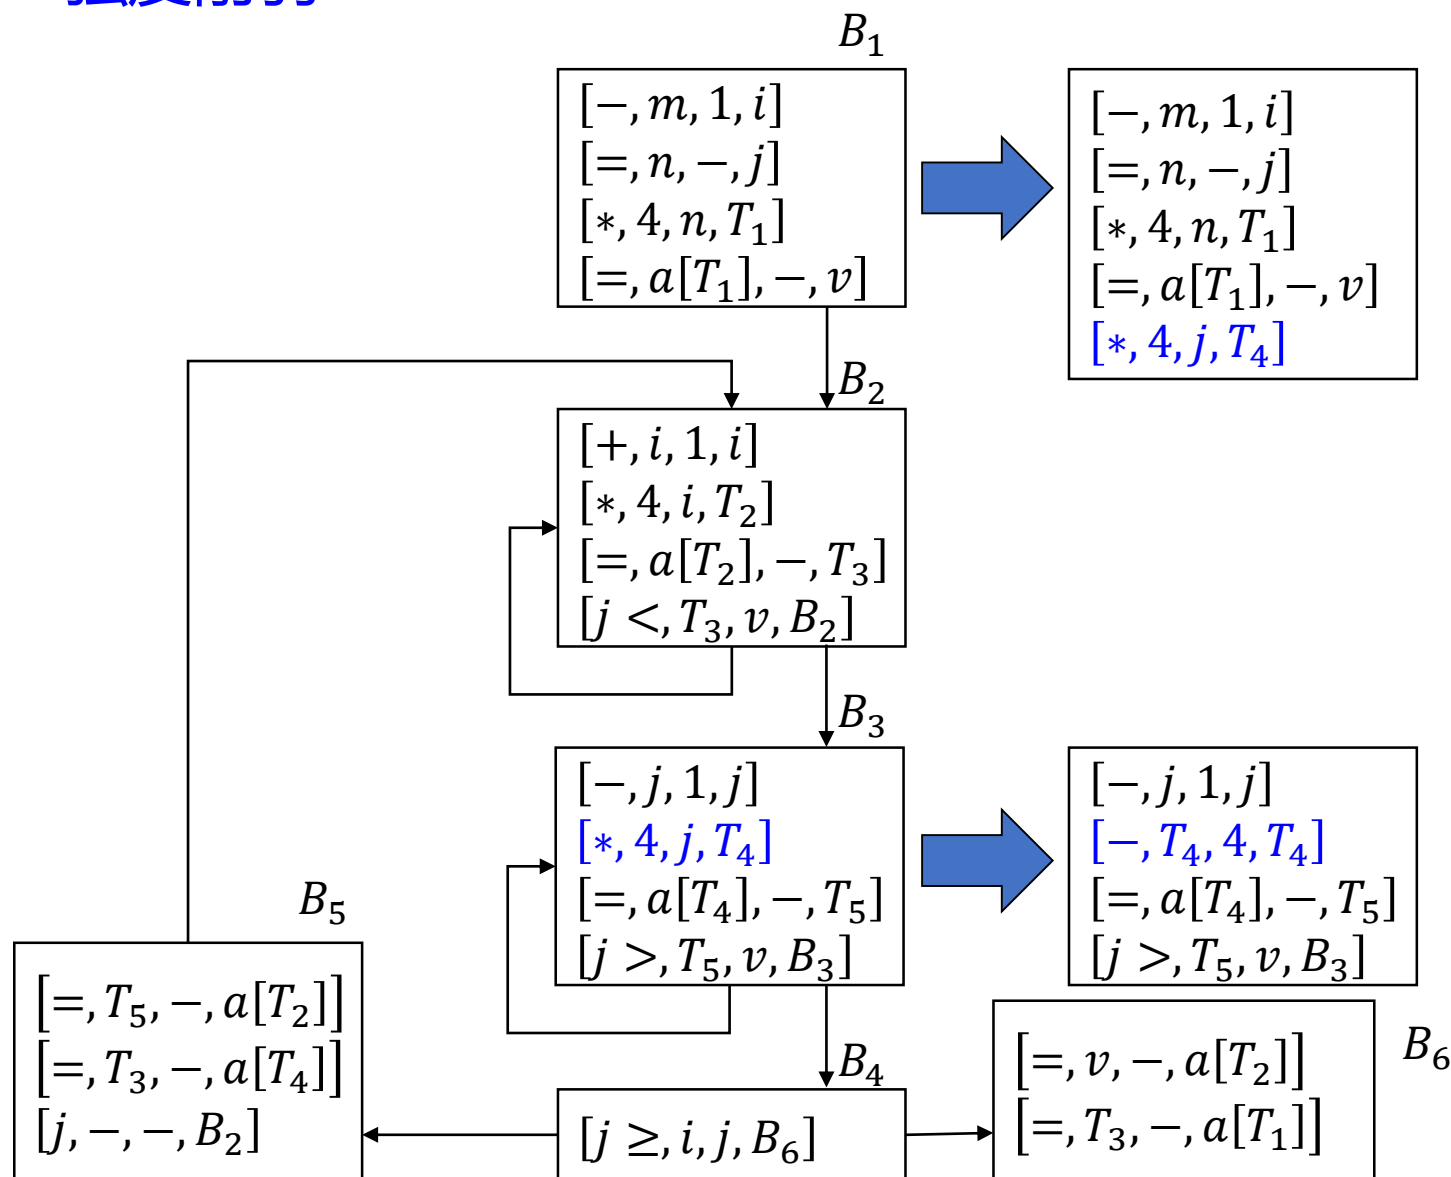 B₁
[−, m, 1, i]
[=, n, −, j]
[∗, 4, n, T₁]
[=, a[T₁], −, v]
[−, m, 1, i]
[=, n, −, j]
[∗, 4, n, T₁]
[=, a[T₁], −, v]
[∗, 4, j, T₄]
B₂
[+, i, 1, i]
[∗, 4, i, T₂]
[=, a[T₂], −, T₃]
[j <, T₃, v, B₂]
B₃
[−, j, 1, j]
[∗, 4, j, T₄]
[=, a[T₄], −, T₅]
[j >, T₅, v, B₃]
[−, j, 1, j]
[−, T₄, 4, T₄]
[=, a[T₄], −, T₅]
[j >, T₅, v, B₃]
B₅
[=, T₅, −, a[T₂]]
[=, T₃, −, a[T₄]]
[j, −, −, B₂]
B₄
[j ≥, i, j, B₆]
B₆
[=, v, −, a[T₂]]
[=, T₃, −, a[T₁]]